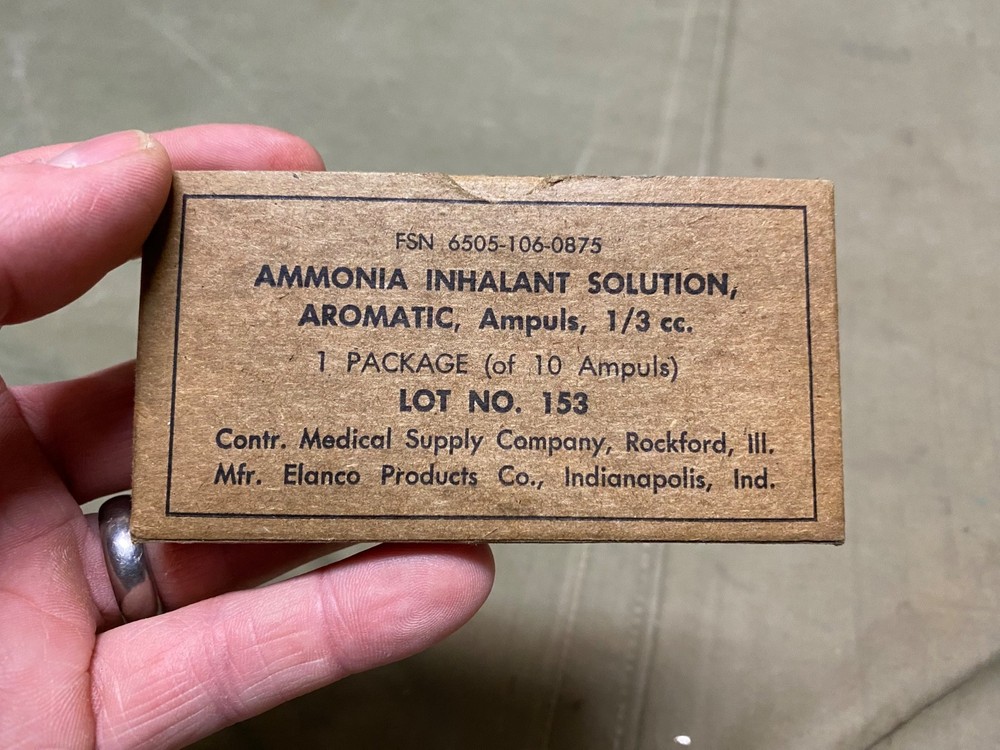 FSN 6505-106-0875
AMMONIA INHALANT SOLUTION,
AROMATIC, Ampuls, 1/3 cc.
1 PACKAGE (of 10 Ampuls)
LOT NO. 153
Contr. Medical Supply Company, Rockford, Ill.
Mfr. Elanco Products Co., Indianapolis, Ind.